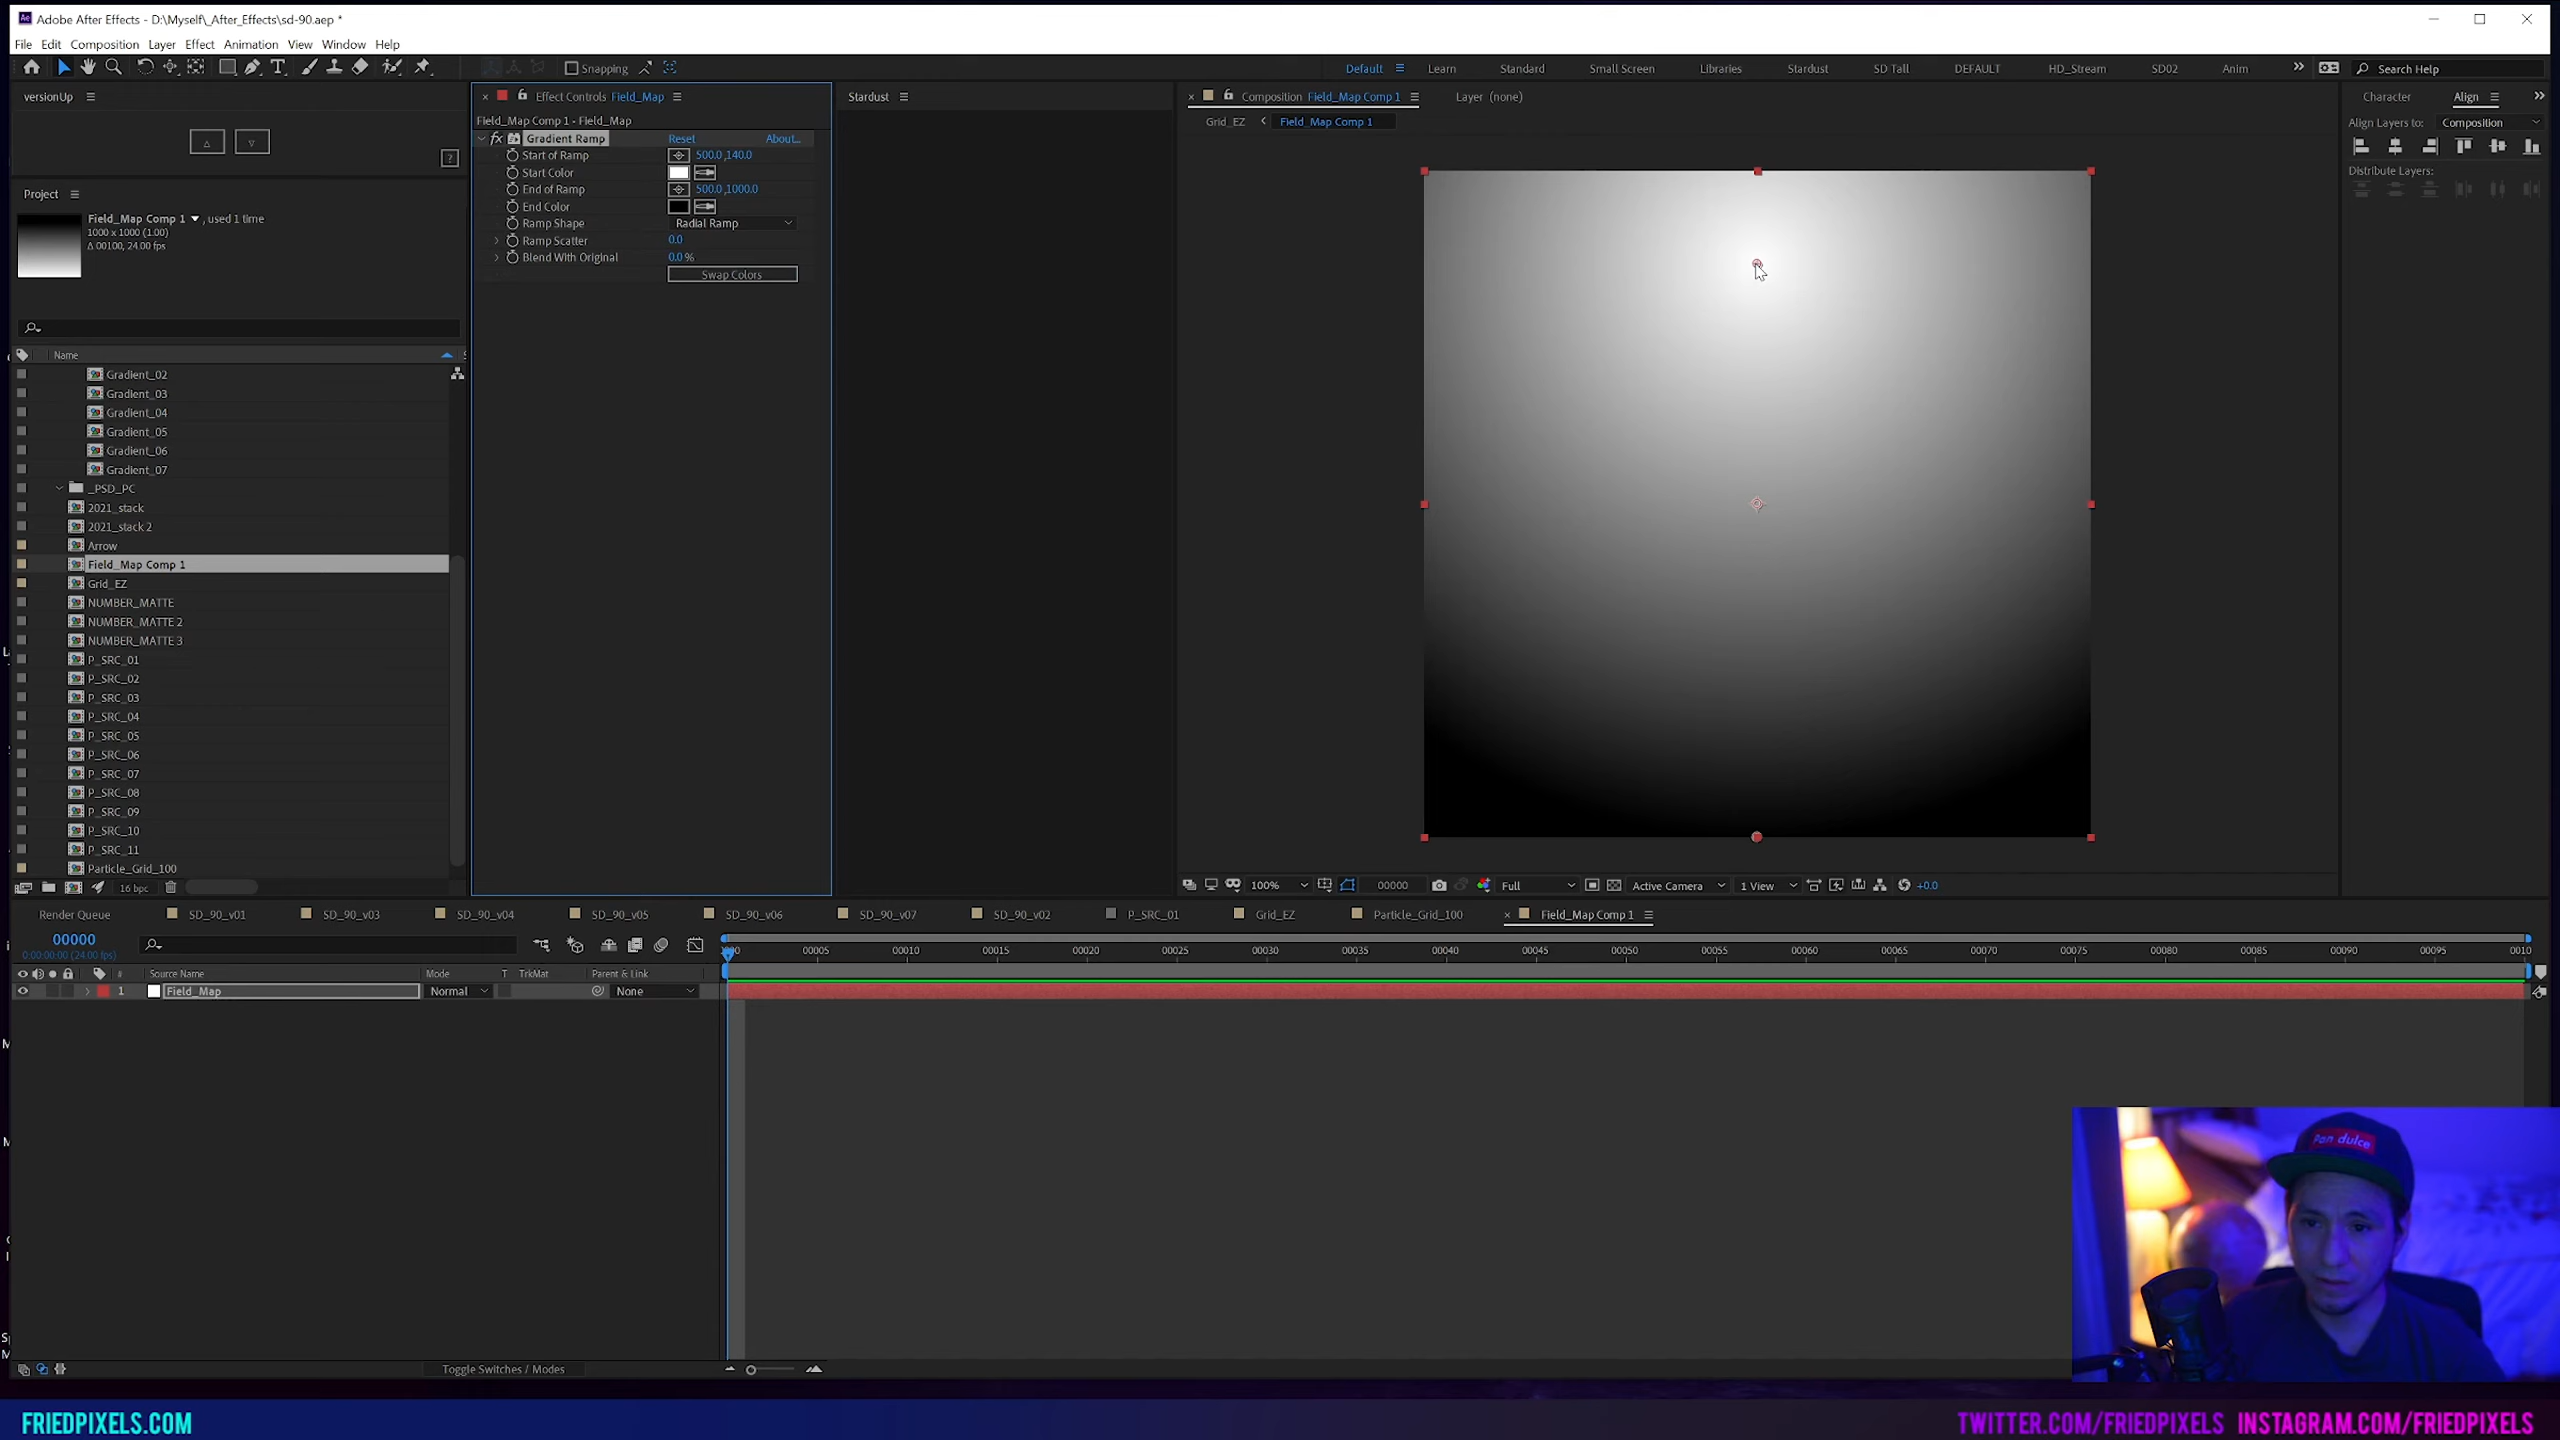 Adobe After Effects - D:\Myself\_After_Effects\sd-90.aep *
File Edit Composition Layer Effect Animation View Window Help
Snapping
Default Learn Standard Small Screen Libraries Stardust SD Tall DEFAULT HD_Stream SD02 Anim Search Help
versionUp
?
Project
Field_Map Comp 1 , used 1 time
1000 x 1000 (1.00)
Δ 00100, 24.00 fps
Name
Gradient_02
Gradient_03
Gradient_04
Gradient_05
Gradient_06
Gradient_07
_PSD_PC
2021_stack
2021_stack 2
Arrow
Field_Map Comp 1
Grid_EZ
NUMBER_MATTE
NUMBER_MATTE 2
NUMBER_MATTE 3
P_SRC_01
P_SRC_02
P_SRC_03
P_SRC_04
P_SRC_05
P_SRC_06
P_SRC_07
P_SRC_08
P_SRC_09
P_SRC_10
P_SRC_11
Particle_Grid_100
16 bpc
Effect Controls Field_Map
Field_Map Comp 1 - Field_Map
fx Gradient Ramp Reset About...
Start of Ramp 500.0,140.0
Start Color
End of Ramp 500.0,1000.0
End Color
Ramp Shape Radial Ramp
Ramp Scatter 0.0
Blend With Original 0.0 %
Swap Colors
Stardust
Composition Field_Map Comp 1 Layer (none)
Grid_EZ < Field_Map Comp 1
100% 00000 Full Active Camera 1 View +0.0
Character Align
Align Layers to: Composition
Distribute Layers:
Render Queue SD_90_v01 SD_90_v03 SD_90_v04 SD_90_v05 SD_90_v06 SD_90_v07 SD_90_v02 P_SRC_01 Grid_EZ Particle_Grid_100 Field_Map Comp 1
00000
0:00:00:00 (24.00 fps)
00005 00010 00015 00020 00025 00030 00035 00040 00045 00050 00055 00060 00065 00070 00075 00080 00085 00090 00095 0010
# Source Name Mode T TrkMat Parent & Link
1 Field_Map Normal None
Toggle Switches / Modes
Pan dulce
FRIEDPIXELS.COM
TWITTER.COM/FRIEDPIXELS INSTAGRAM.COM/FRIEDPIXELS